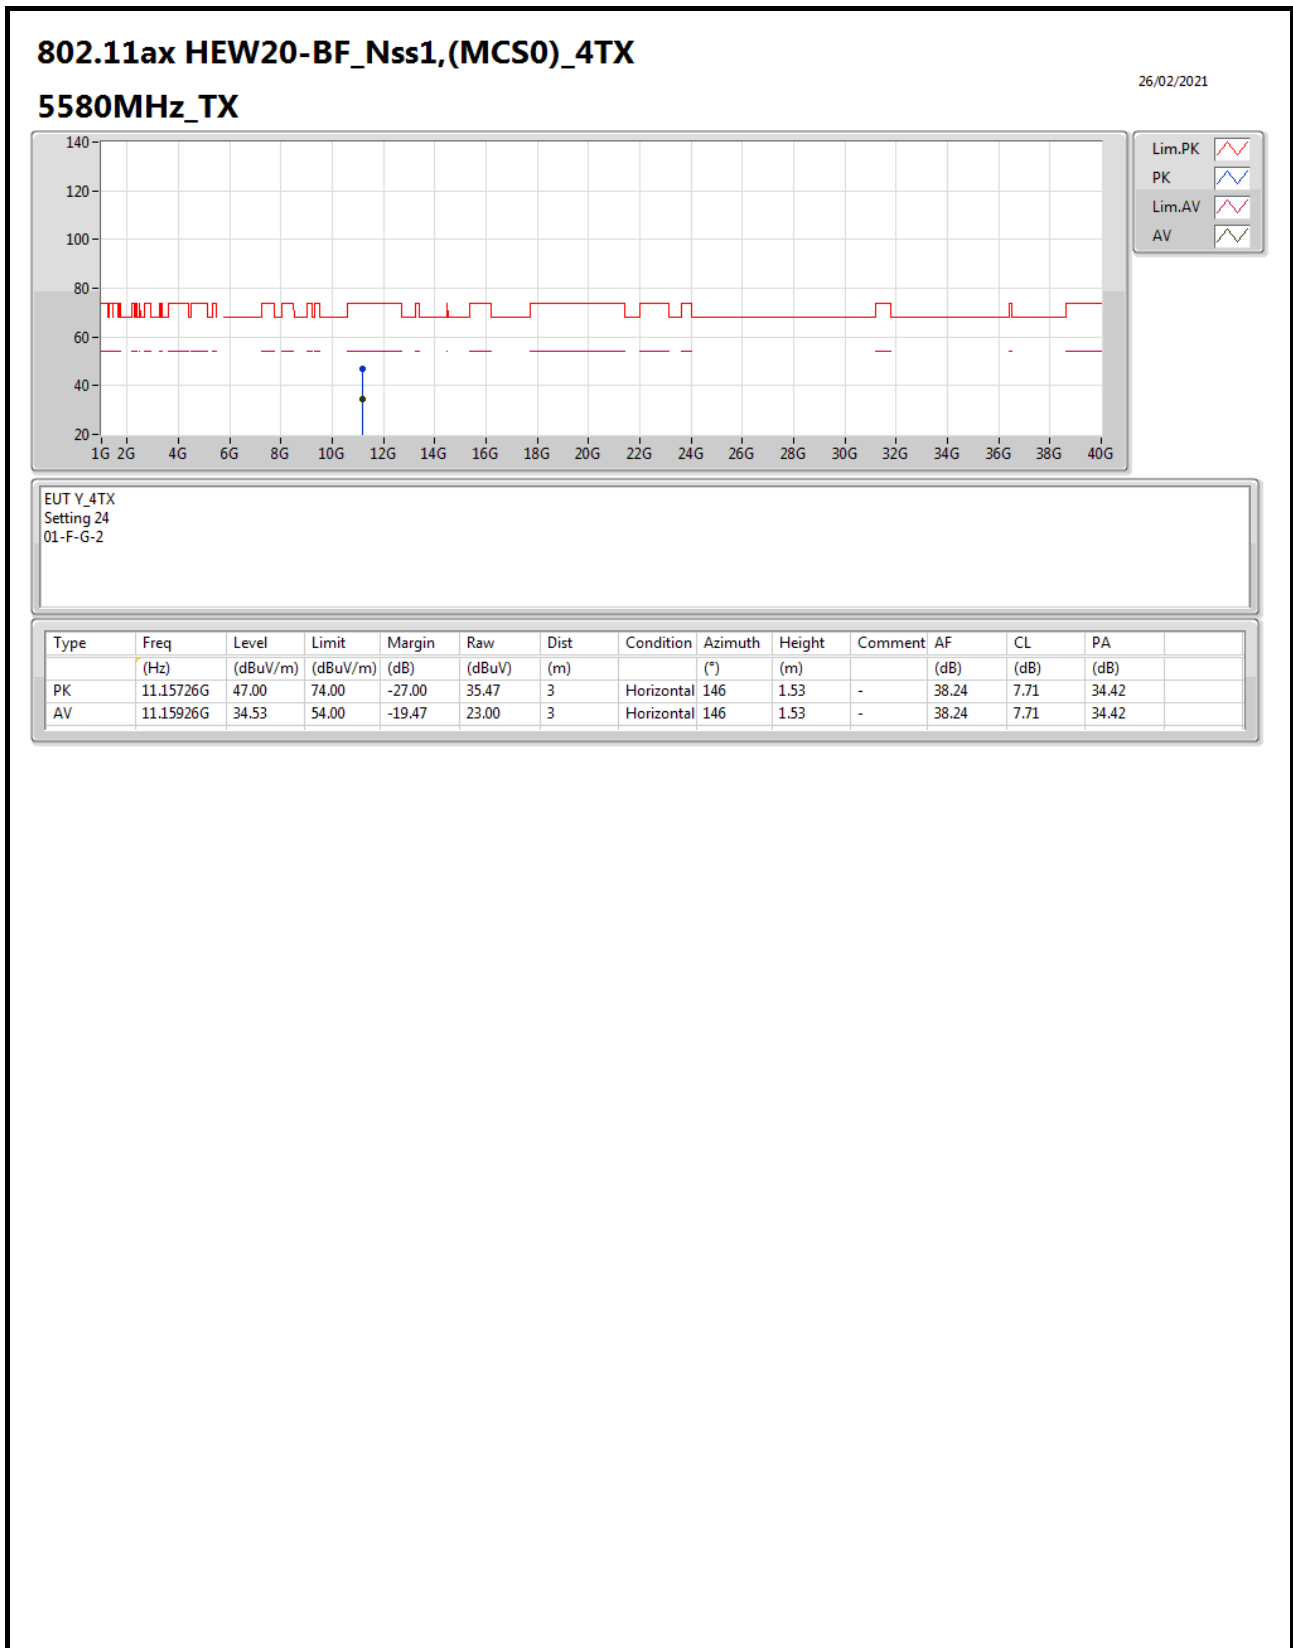 802.11ax HEW20-BF_Nss1,(MCS0)_4TX
26/02/2021
5580MHz_TX
140
120
100
80
60
40
20
1G 2G 4G 6G 8G 10G 12G 14G 16G 18G 20G 22G 24G 26G 28G 30G 32G 34G 36G 38G 40G
Lim.PK
PK
Lim.AV
AV
EUT Y_4TX
Setting 24
01-F-G-2
Type Freq Level Limit Margin Raw Dist Condition Azimuth Height Comment AF CL PA
(Hz) (dBuV/m) (dBuV/m) (dB) (dBuV) (m) (°) (m) (dB) (dB) (dB)
PK 11.15726G 47.00 74.00 -27.00 35.47 3 Horizontal 146 1.53 - 38.24 7.71 34.42
AV 11.15926G 34.53 54.00 -19.47 23.00 3 Horizontal 146 1.53 - 38.24 7.71 34.42